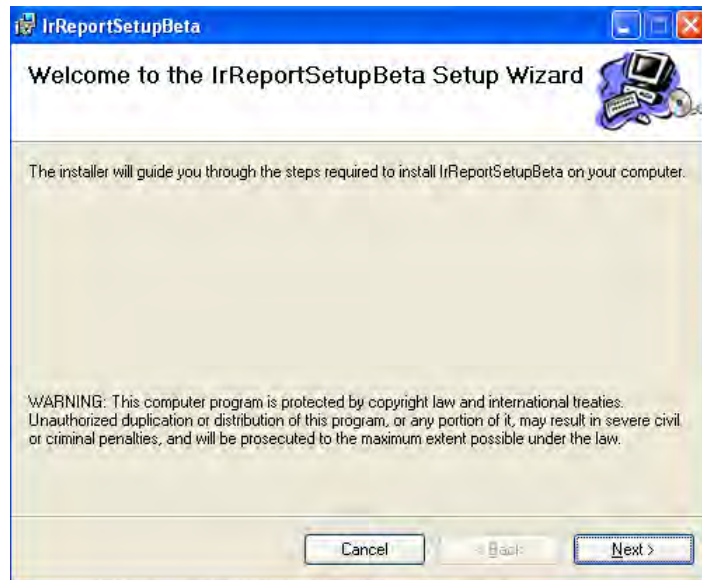 IrReportSetupBeta
Welcome to the IrReportSetupBeta Setup Wizard
The installer will guide you through the steps required to install IrReportSetupBeta on your computer.
WARNING: This computer program is protected by copyright law and international treaties.
Unauthorized duplication or distribution of this program, or any portion of it, may result in severe civil
or criminal penalties, and will be prosecuted to the maximum extent possible under the law.
Cancel < Back Next >